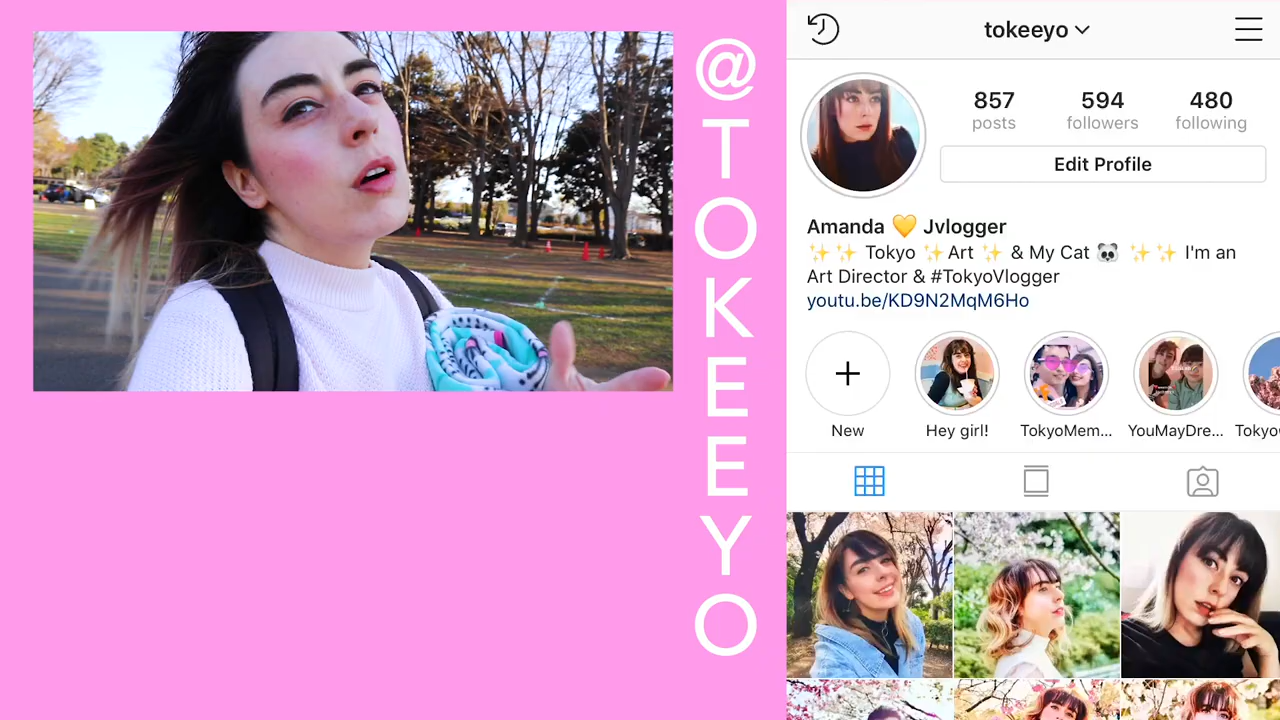 @TOKEEYO
tokeeyo
857 594 480
posts followers following
Edit Profile
Amanda 💛 Jvlogger
✨✨ Tokyo ✨Art ✨ & My Cat 🐼 ✨✨ I'm an
Art Director & #TokyoVlogger
youtu.be/KD9N2MqM6Ho
New Hey girl! TokyoMem... YouMayDre...